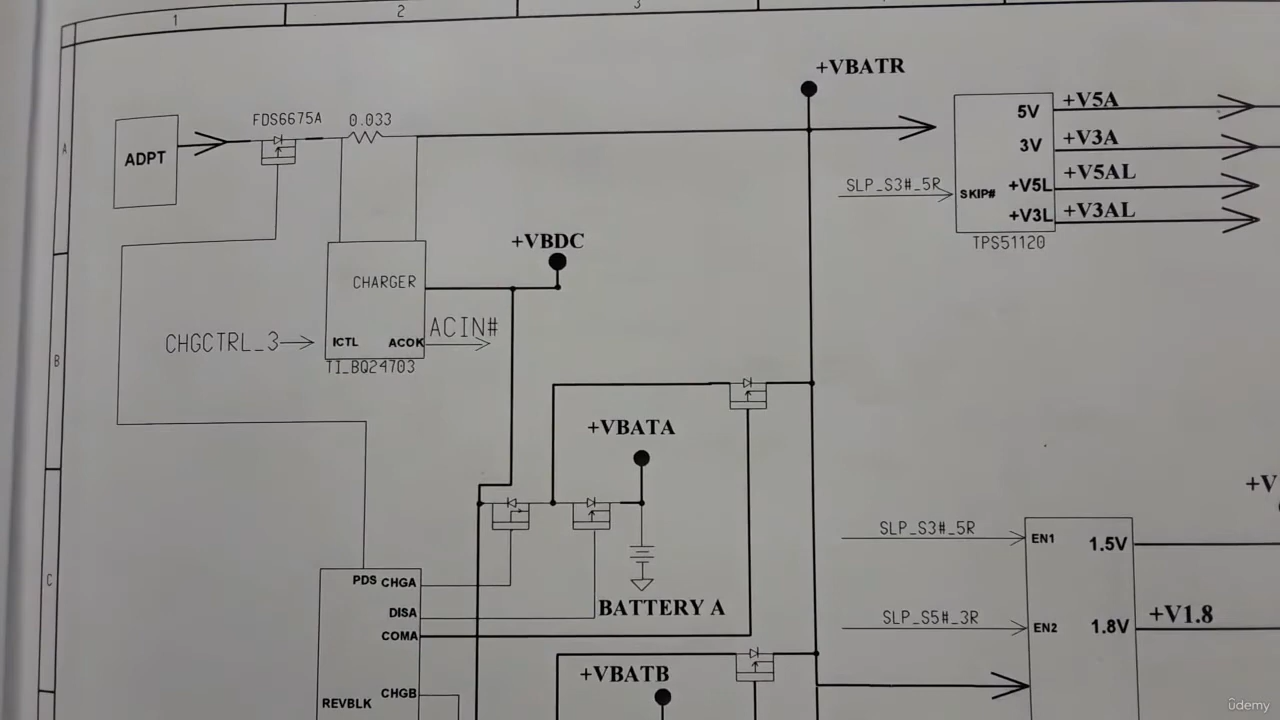 1
2
3
+VBATR
FDS6675A
0.033
ADPT
A
5V
+V5A
3V
+V3A
SLP_S3#_5R
SKIP#
+V5L
+V5AL
+V3L
+V3AL
TPS51120
+VBDC
CHARGER
CHGCTRL_3
ICTL
ACOK
ACIN#
TI_BQ24703
B
+VBATA
+V
SLP_S3#_5R
EN1
1.5V
C
PDS
CHGA
DISA
BATTERY A
COMA
SLP_S5#_3R
EN2
1.8V
+V1.8
+VBATB
CHGB
REVBLK
ûdemy